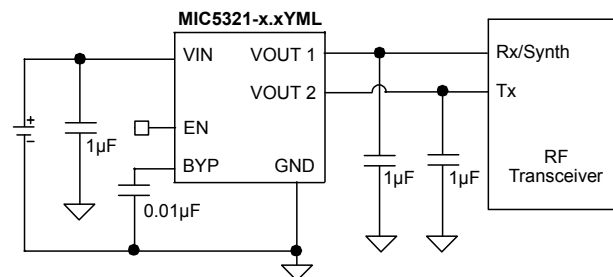 MIC5321-x.xYML
VIN
VOUT 1
Rx/Synth
VOUT 2
Tx
+
–
EN
1µF
BYP
GND
0.01µF
1µF
1µF
RF
Transceiver